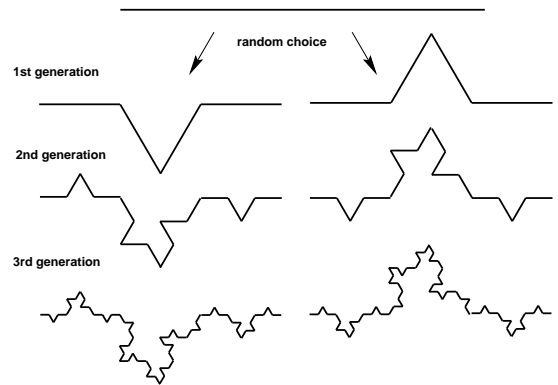 random choice
1st generation
2nd generation
3rd generation